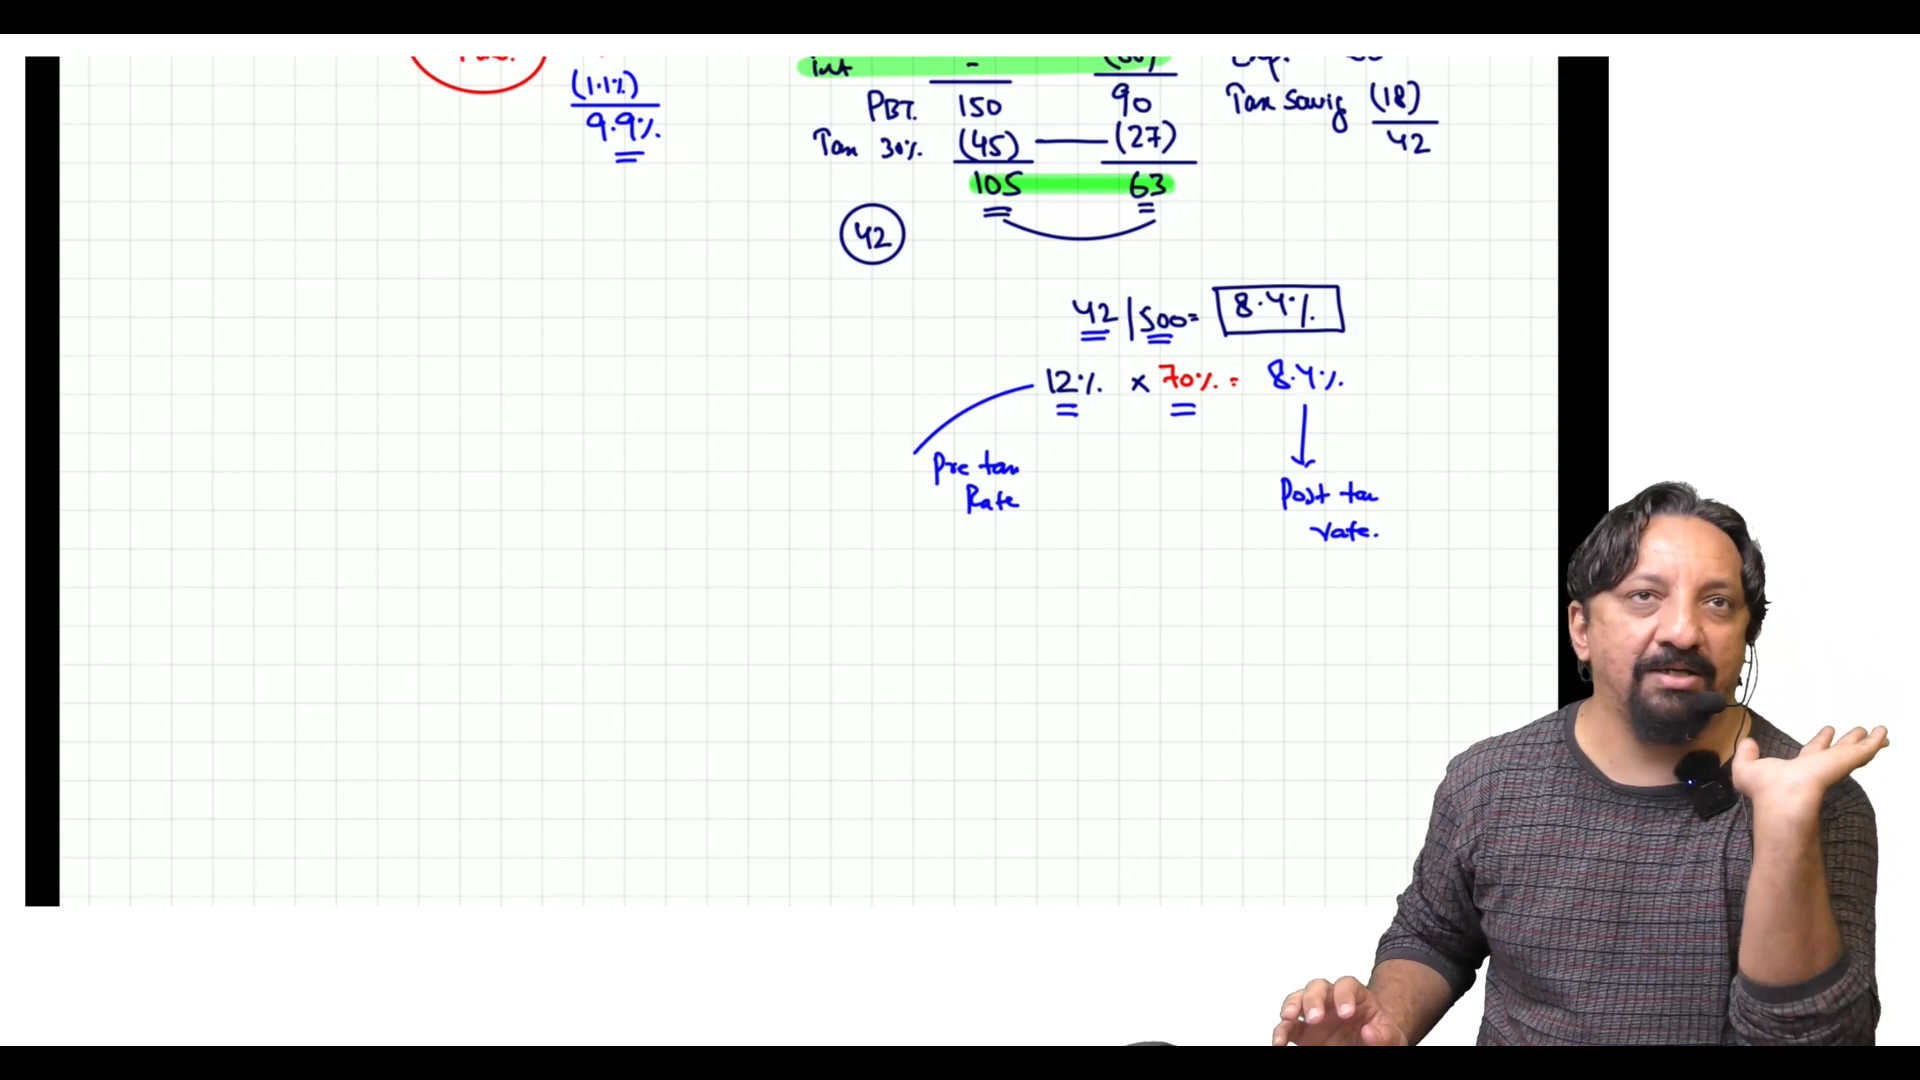 (1.1%)
9.9%
int -
PBT. 150 90
Tax 30% (45) (27)
105 63
42
Tax Saving (18)
42
42 | 500 = 8.4%
12% x 70% = 8.4%
Pre tax
Rate
Post tax
rate.